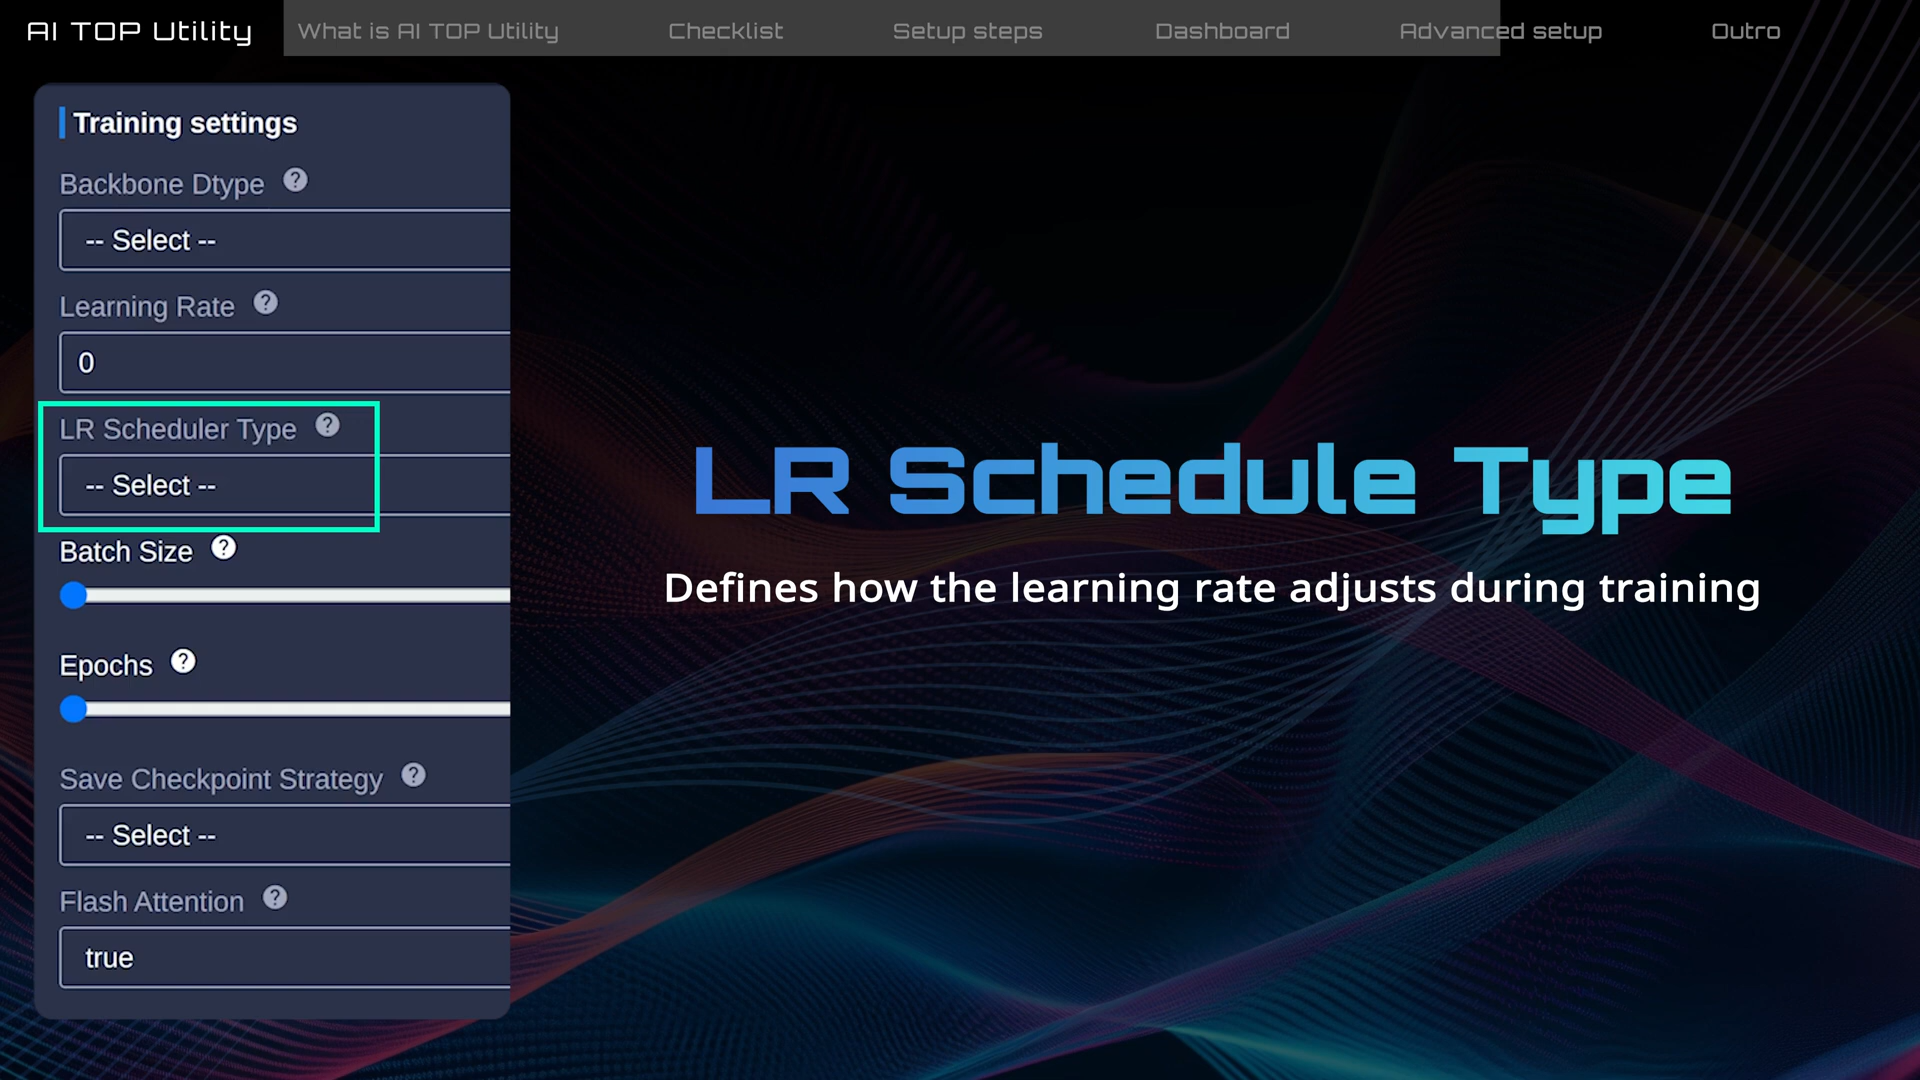 AI TOP Utility
What is AI TOP Utility
Checklist
Setup steps
Dashboard
Advanced setup
Outro
Training settings
Backbone Dtype ?
-- Select --
Learning Rate ?
0
LR Scheduler Type ?
-- Select --
Batch Size ?
Epochs ?
Save Checkpoint Strategy ?
-- Select --
Flash Attention ?
true
LR Schedule Type
Defines how the learning rate adjusts during training